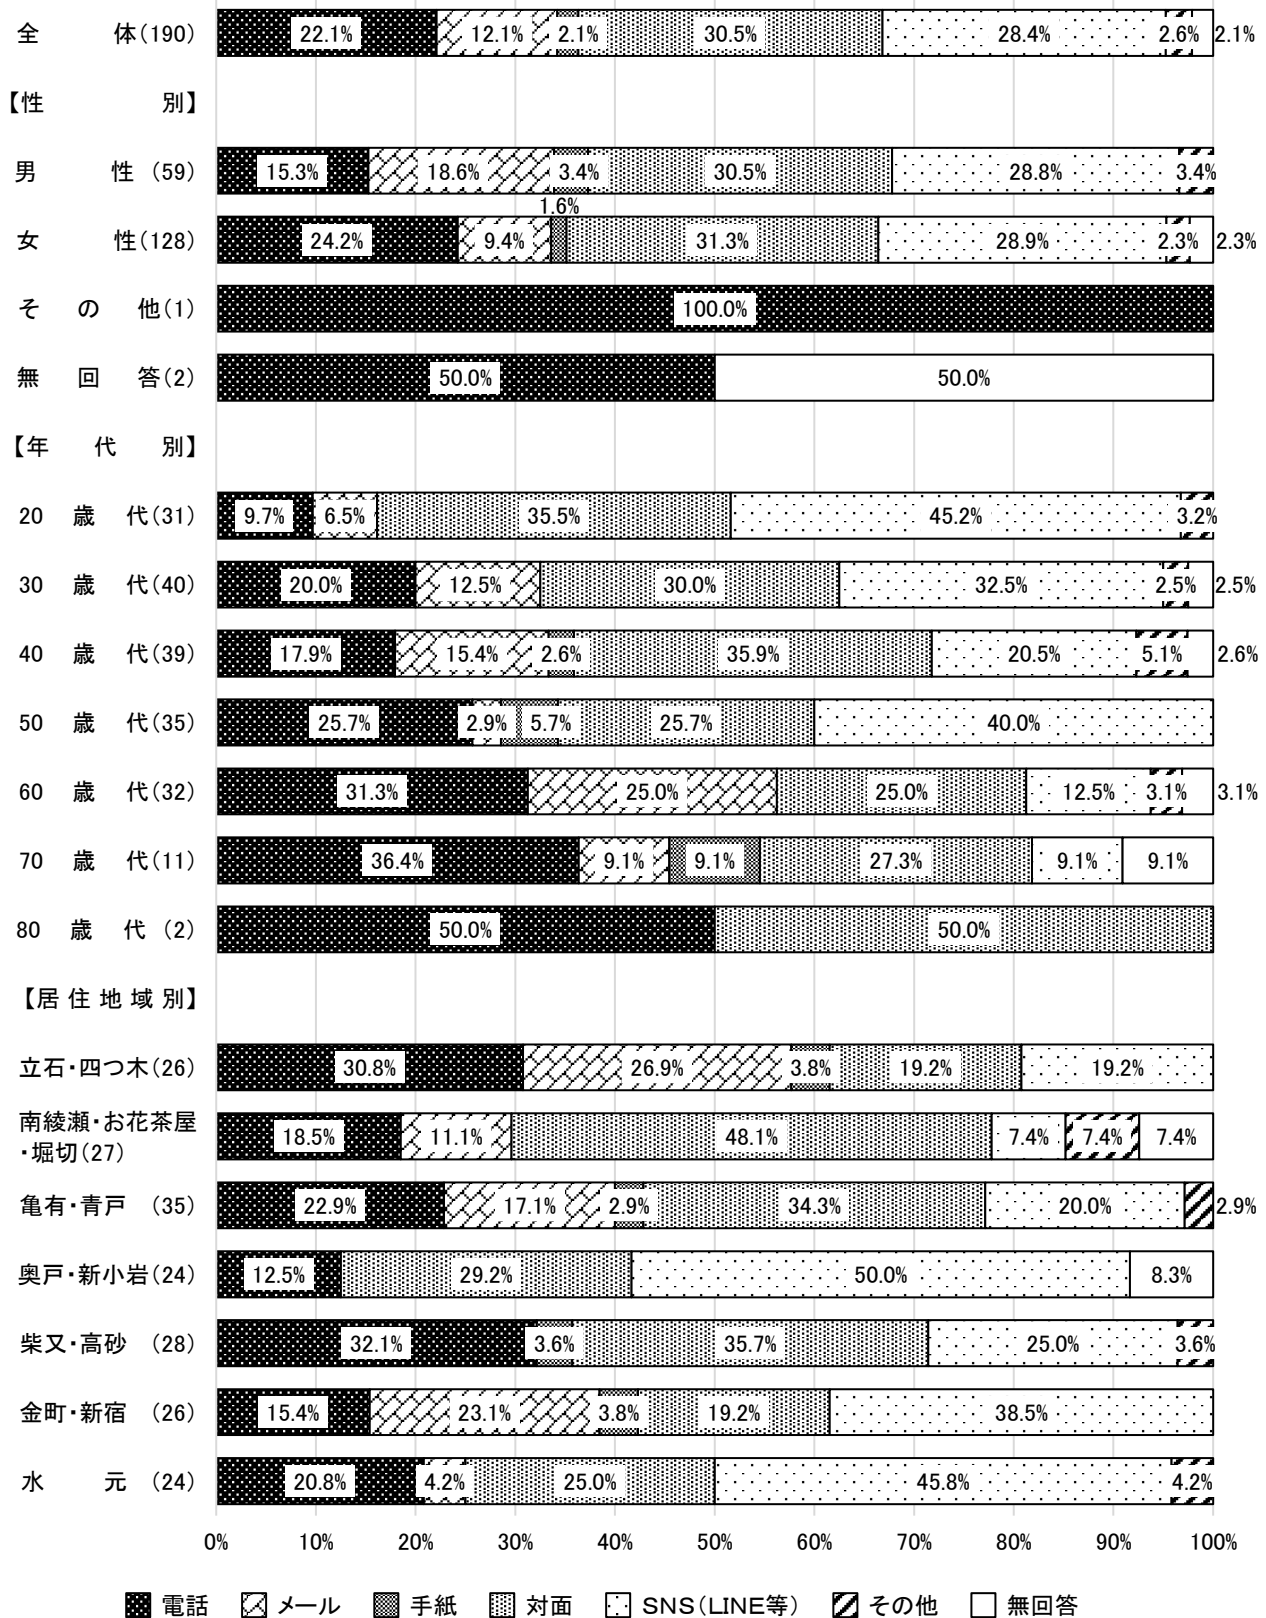 全 体(190) 22.1% 12.1% 2.1% 30.5% 28.4% 2.6% 2.1%
【性 別】
男 性 (59) 15.3% 18.6% 3.4% 30.5% 28.8% 3.4%
1.6%
女 性(128) 24.2% 9.4% 31.3% 28.9% 2.3% 2.3%
そ の 他(1) 100.0%
無 回 答(2) 50.0% 50.0%
【年 代 別】
20 歳 代(31) 9.7% 6.5% 35.5% 45.2% 3.2%
30 歳 代(40) 20.0% 12.5% 30.0% 32.5% 2.5% 2.5%
40 歳 代(39) 17.9% 15.4% 2.6% 35.9% 20.5% 5.1% 2.6%
50 歳 代(35) 25.7% 2.9% 5.7% 25.7% 40.0%
60 歳 代(32) 31.3% 25.0% 25.0% 12.5% 3.1% 3.1%
70 歳 代(11) 36.4% 9.1% 9.1% 27.3% 9.1% 9.1%
80 歳 代 (2) 50.0% 50.0%
【居 住 地 域 別】
立石・四つ木(26) 30.8% 26.9% 3.8% 19.2% 19.2%
南綾瀬・お花茶屋
・堀切(27) 18.5% 11.1% 48.1% 7.4% 7.4% 7.4%
亀有・青戸 (35) 22.9% 17.1% 2.9% 34.3% 20.0% 2.9%
奥戸・新小岩(24) 12.5% 29.2% 50.0% 8.3%
柴又・高砂 (28) 32.1% 3.6% 35.7% 25.0% 3.6%
金町・新宿 (26) 15.4% 23.1% 3.8% 19.2% 38.5%
水 元 (24) 20.8% 4.2% 25.0% 45.8% 4.2%
0% 10% 20% 30% 40% 50% 60% 70% 80% 90% 100%
電話 メール 手紙 対面 SNS(LINE等) その他 無回答